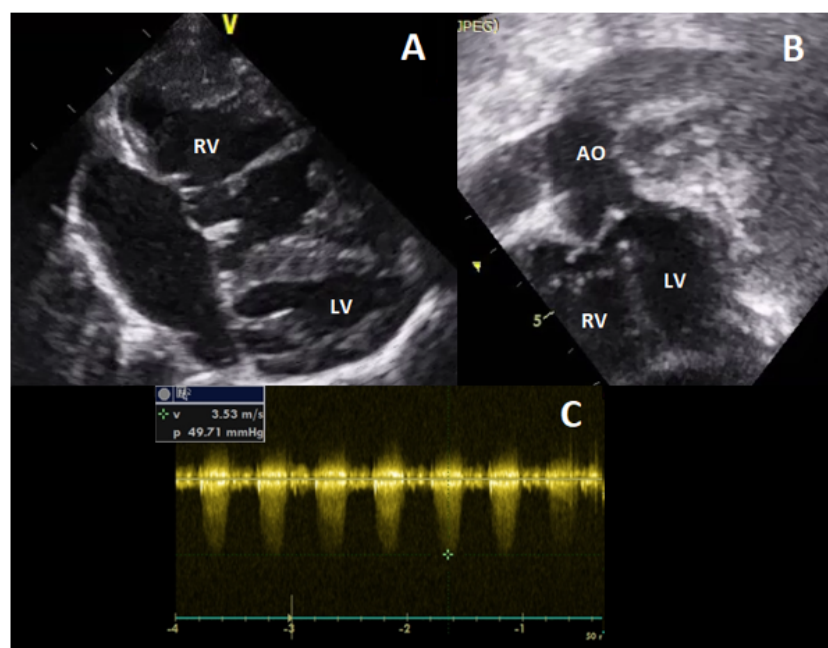 V
A
RV
LV
JPEG)
B
AO
LV
RV
5
C
v 3.53 m/s
p 49.71 mmHg
-4 -3 -2 -1